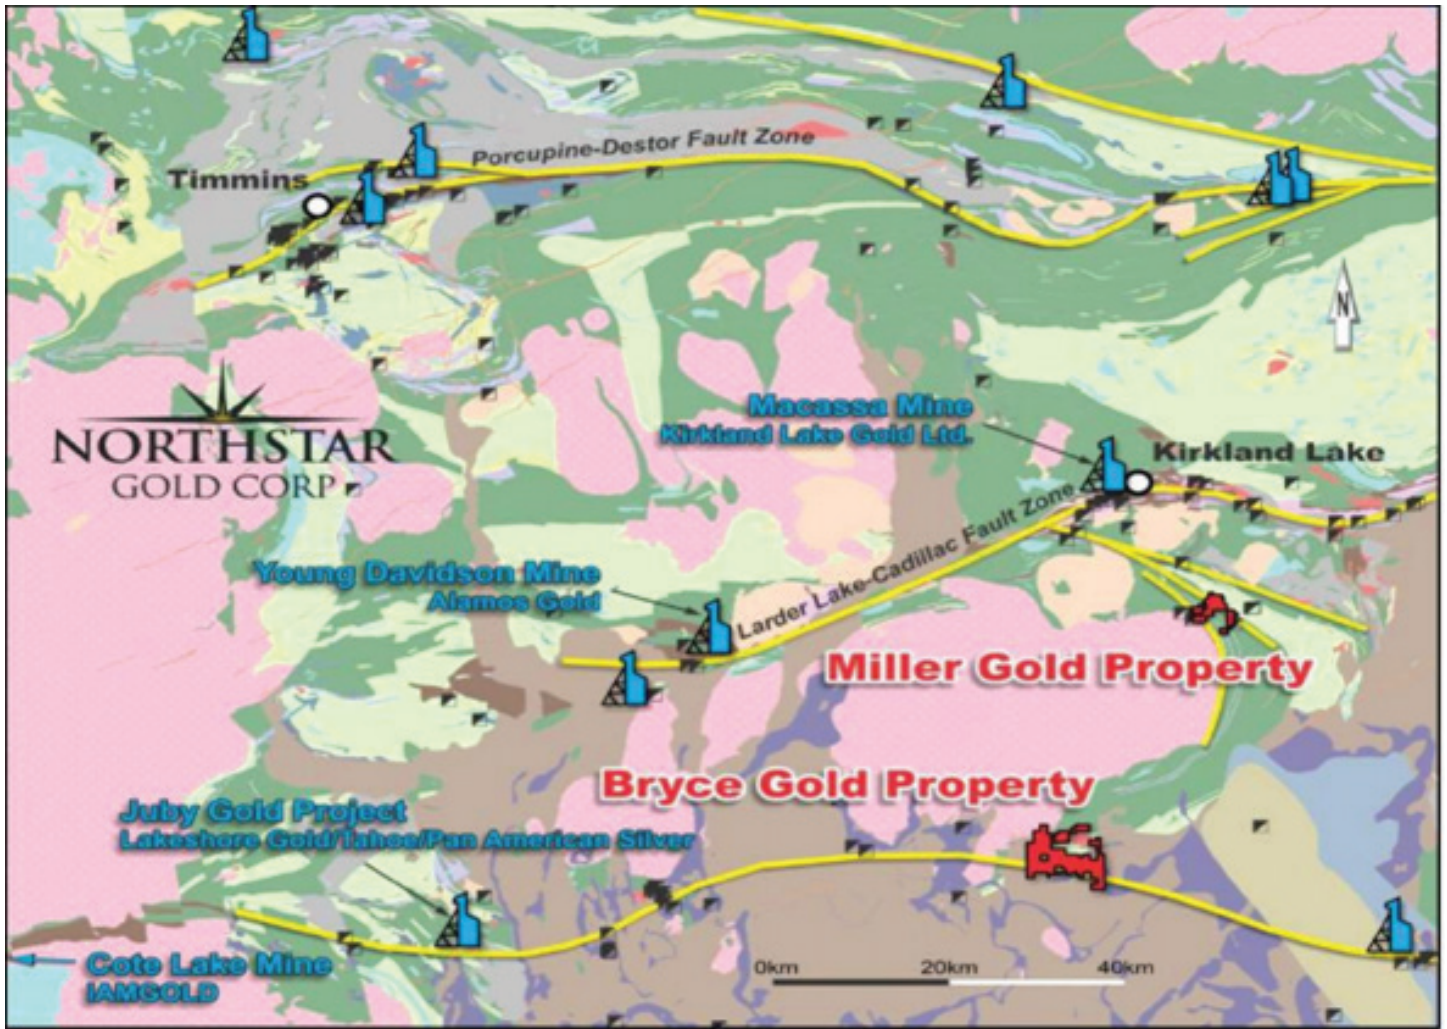 Porcupine-Destor Fault Zone
Timmins
N
NORTHSTAR
GOLD CORP
Macassa Mine
Kirkland Lake Gold Ltd.
Kirkland Lake
Larder Lake-Cadillac Fault Zone
Young Davidson Mine
Alamos Gold
Miller Gold Property
Bryce Gold Property
Juby Gold Project
Lakeshore Gold/Tahoe/Pan American Silver
Cote Lake Mine
IAMGOLD
0km 20km 40km